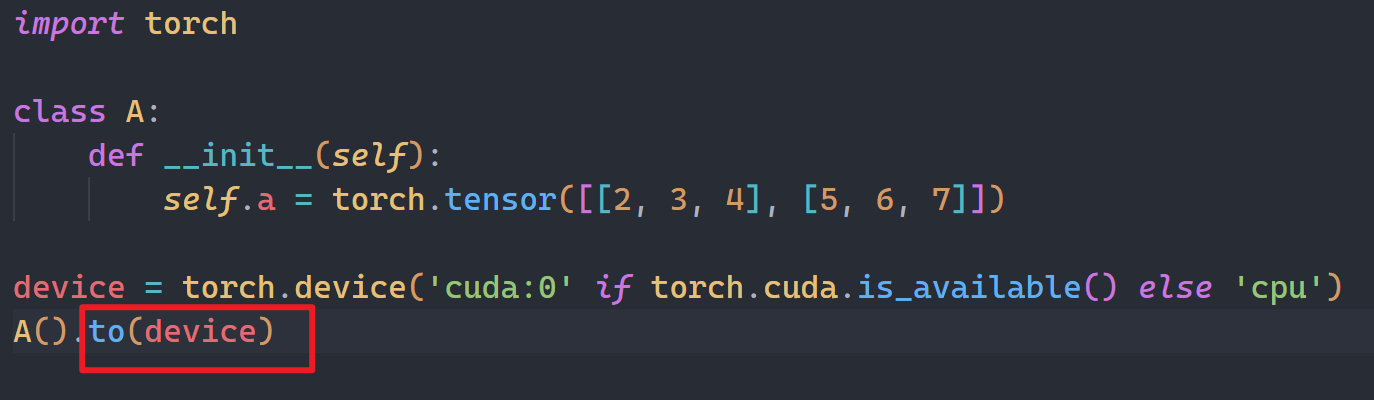 import torch
class A:
def __init__(self):
self.a = torch.tensor([[2, 3, 4], [5, 6, 7]])
device = torch.device('cuda:0' if torch.cuda.is_available() else 'cpu')
A().to(device)